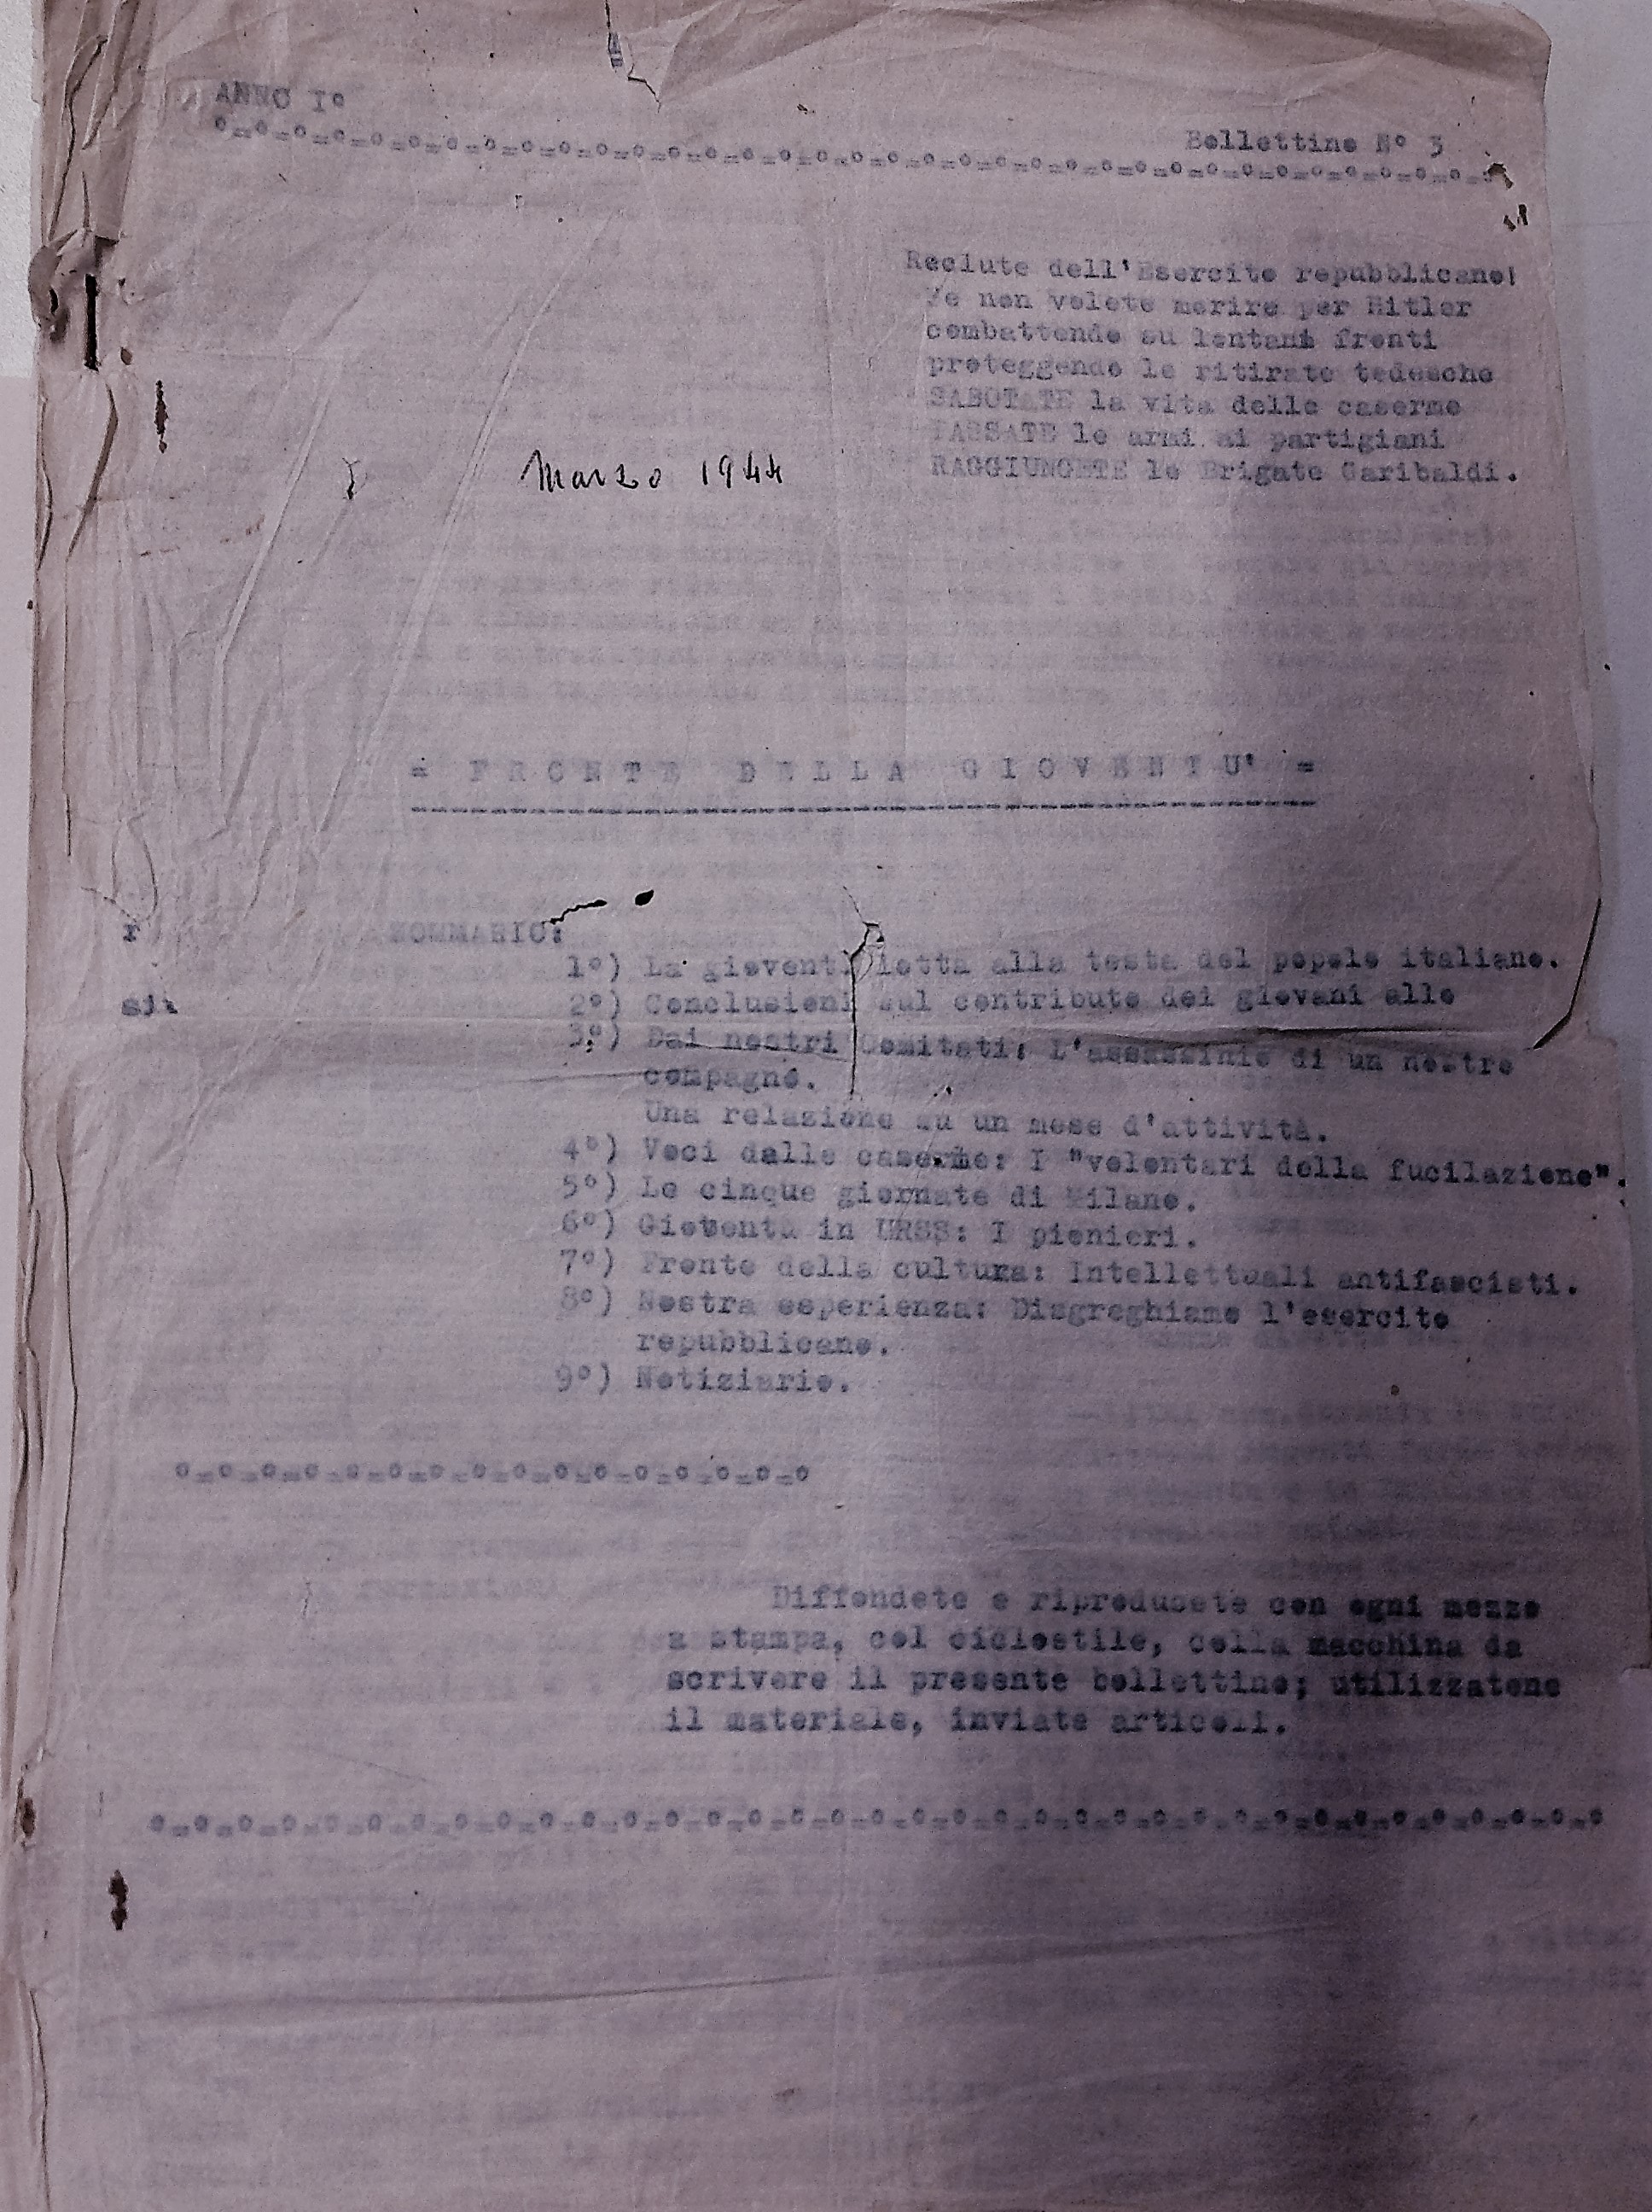 ANNO I°
Bollettino N° 3
Reclute dell'Esercito repubblicano!
Se non volete morire per Hitler
combattendo su lontani fronti
proteggendo le ritirate tedesche
SABOTATE la vita delle caserme
PASSATE le armi ai partigiani
RAGGIUNGETE le Brigate Garibaldi.
Marzo 1944
= FRONTE DELLA GIOVENTU' =
SOMMARIO:
1°) La gioventù lotta alla testa del popolo italiano.
2°) Conclusioni sul contributo dei giovani alle
3°) Dai nostri Comitati: L'assassinio di un nostro
compagno.
Una relazione su un mese d'attività.
4°) Voci dalle caserme: I "volontari della fucilazione".
5°) Le cinque giornate di Milano.
6°) Gioventù in URSS: I pionieri.
7°) Fronte della cultura: Intellettuali antifascisti.
8°) Nostra esperienza: Disgreghiamo l'esercito
repubblicano.
9°) Notiziario.
Diffondete e riproducete con ogni mezzo
a stampa, col ciclostile, colla macchina da
scrivere il presente bollettino; utilizzatene
il materiale, inviate articoli.